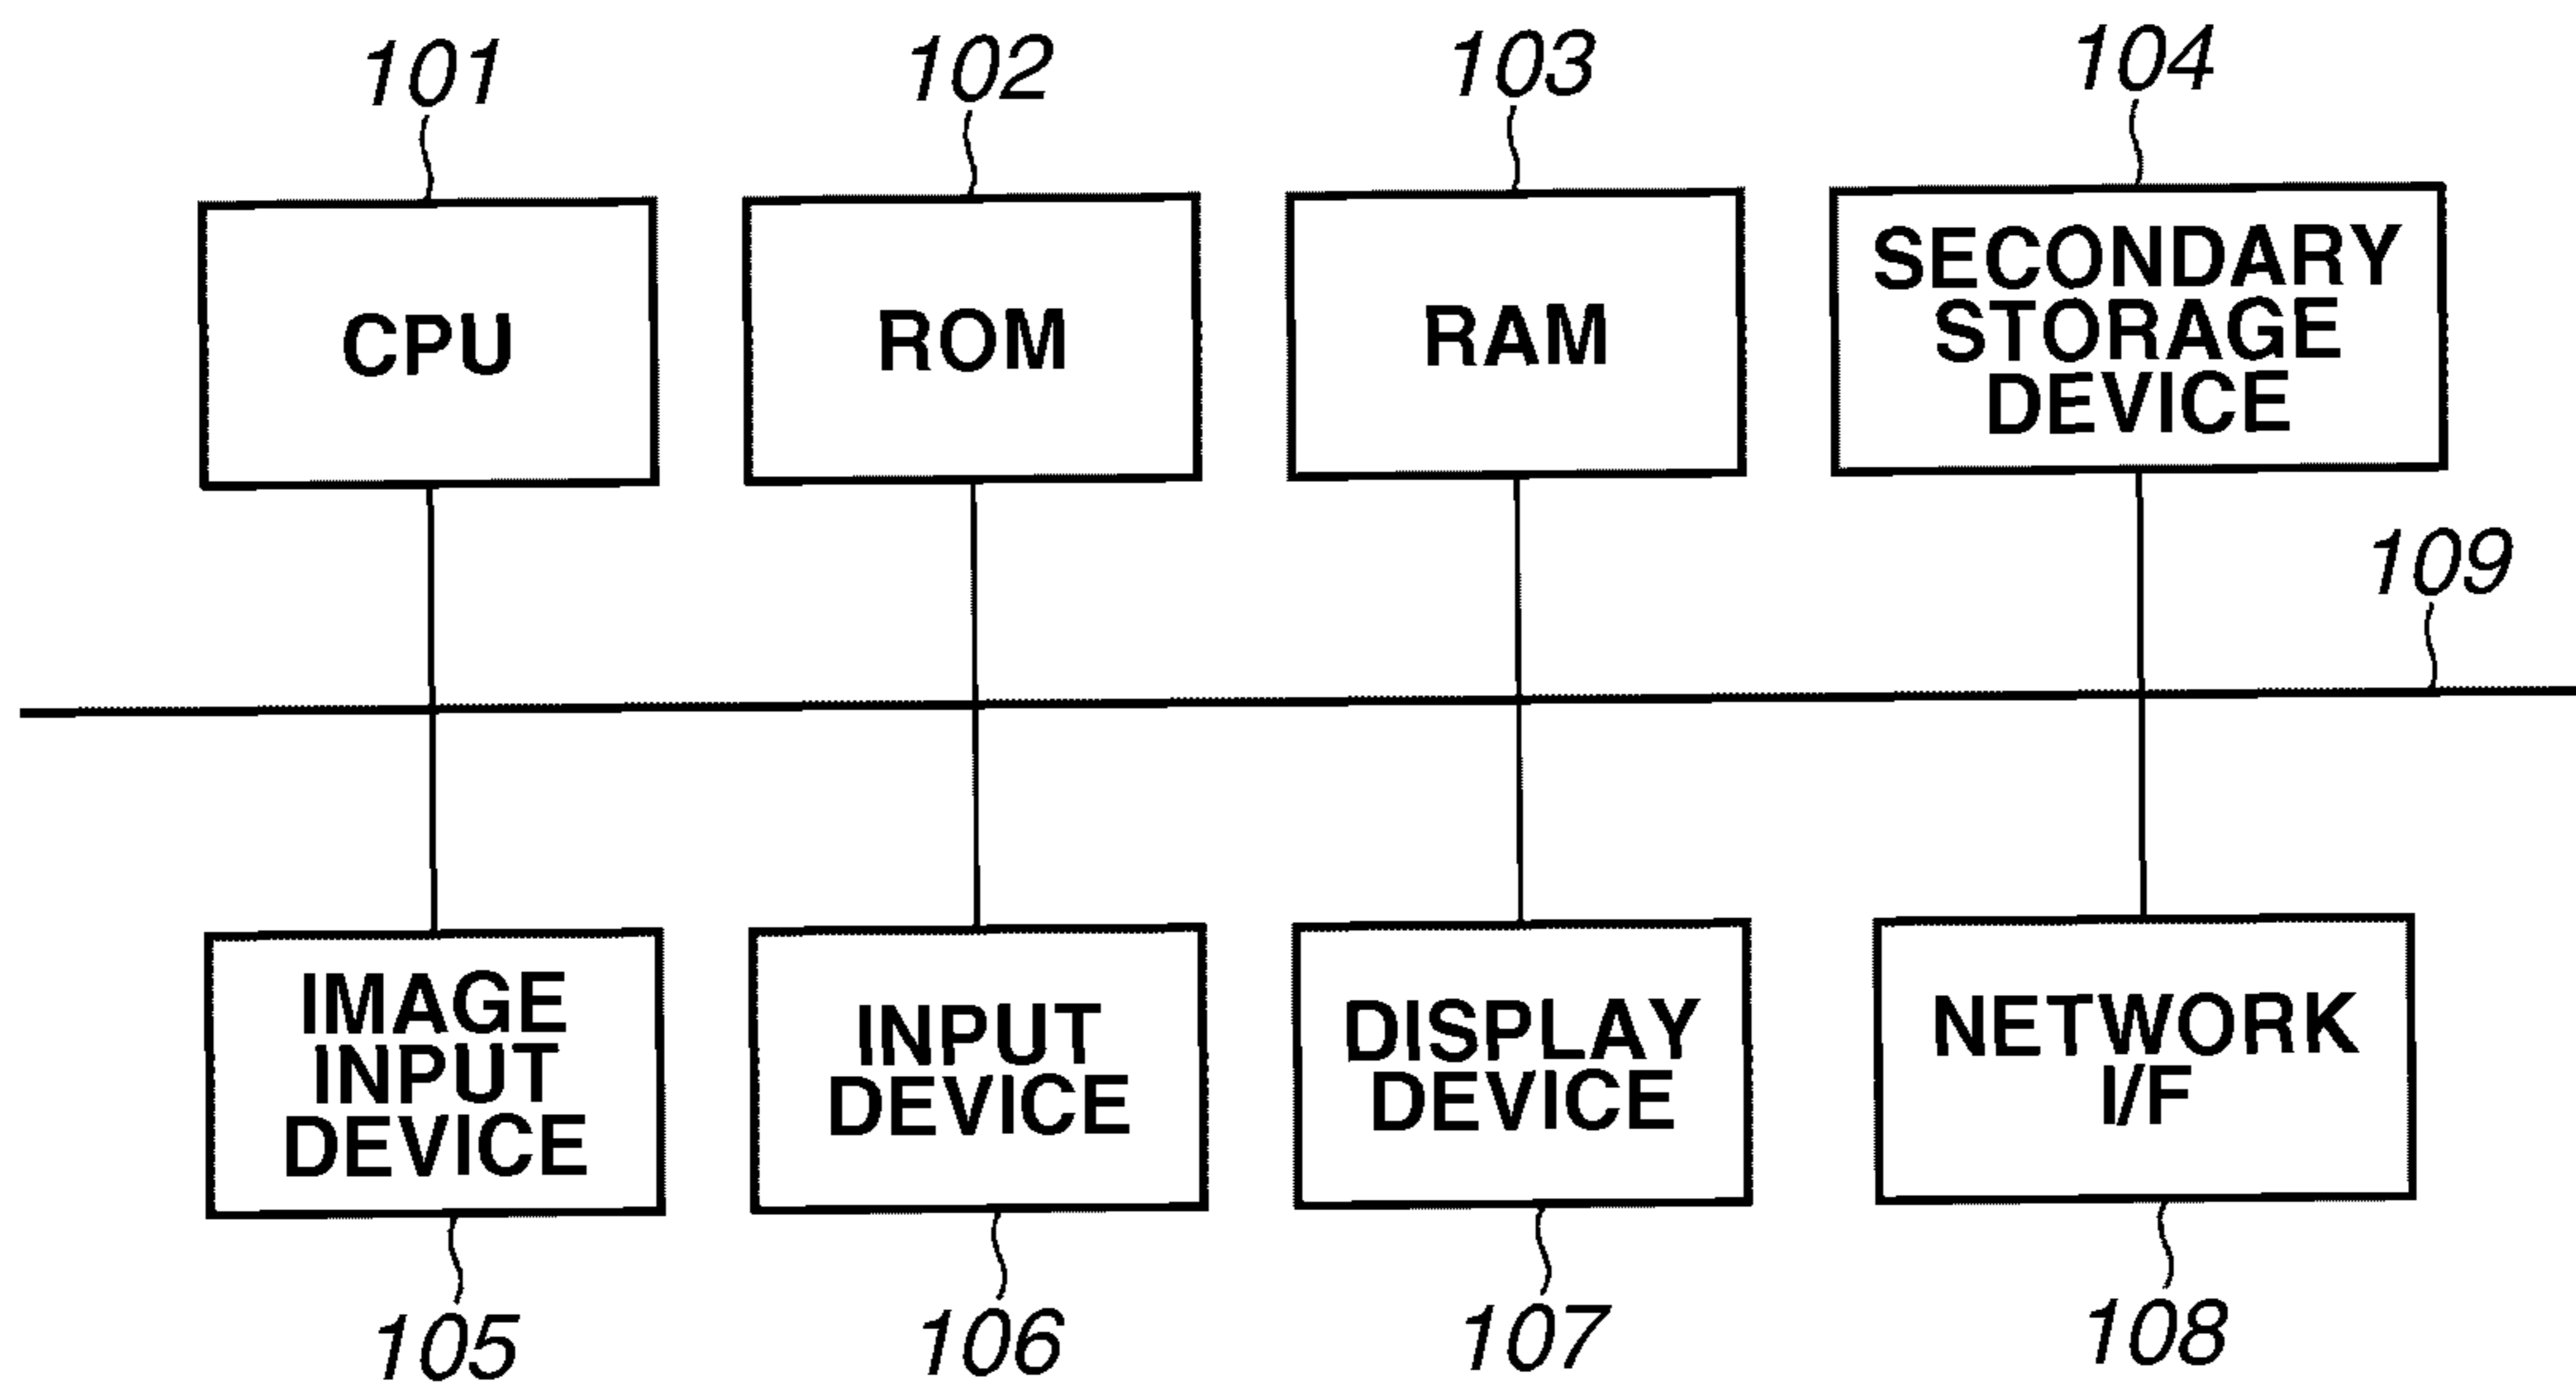 101
102
103
104
CPU
ROM
RAM
SECONDARY
STORAGE
DEVICE
109
IMAGE
INPUT
DEVICE
INPUT
DEVICE
DISPLAY
DEVICE
NETWORK
I/F
105
106
107
108